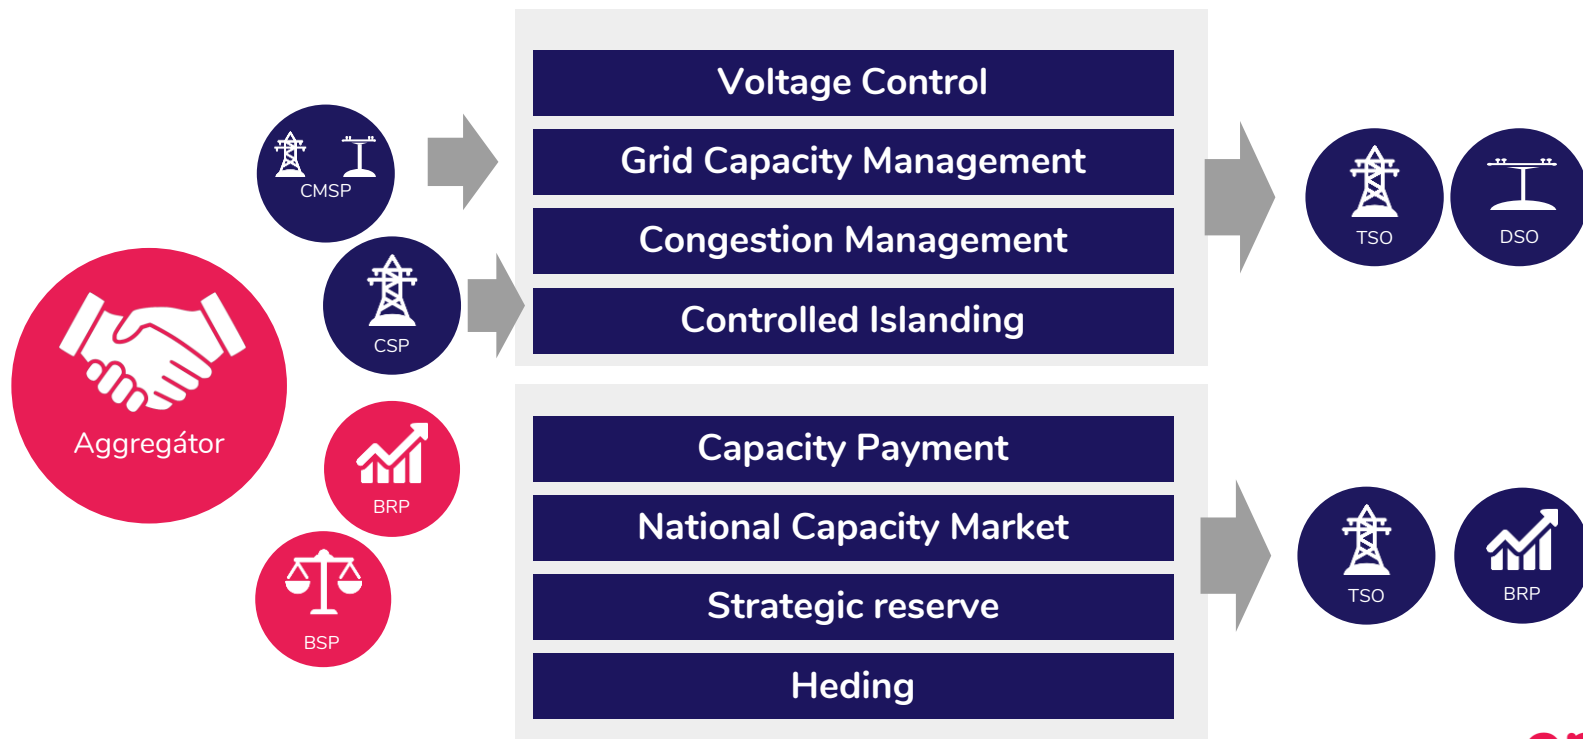 Voltage Control
Grid Capacity Management
Congestion Management
Controlled Islanding
CMSP
CSP
TSO
DSO
Aggregátor
BRP
BSP
Capacity Payment
National Capacity Market
Strategic reserve
Heding
TSO
BRP